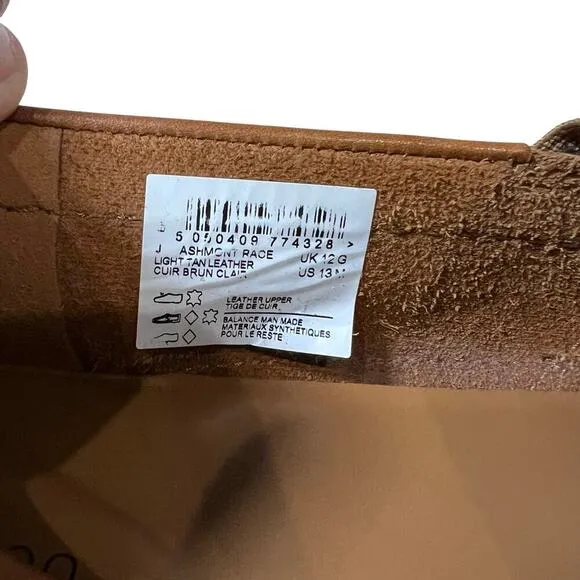 5 050409 774328 >
J ASHMONT RACE UK 12 G
LIGHT TAN LEATHER US 13 M
CUIR BRUN CLAIR
LEATHER UPPER
TIGE DE CUIR
BALANCE MAN MADE
MATERIAUX SYNTHETIQUES
POUR LE RESTE